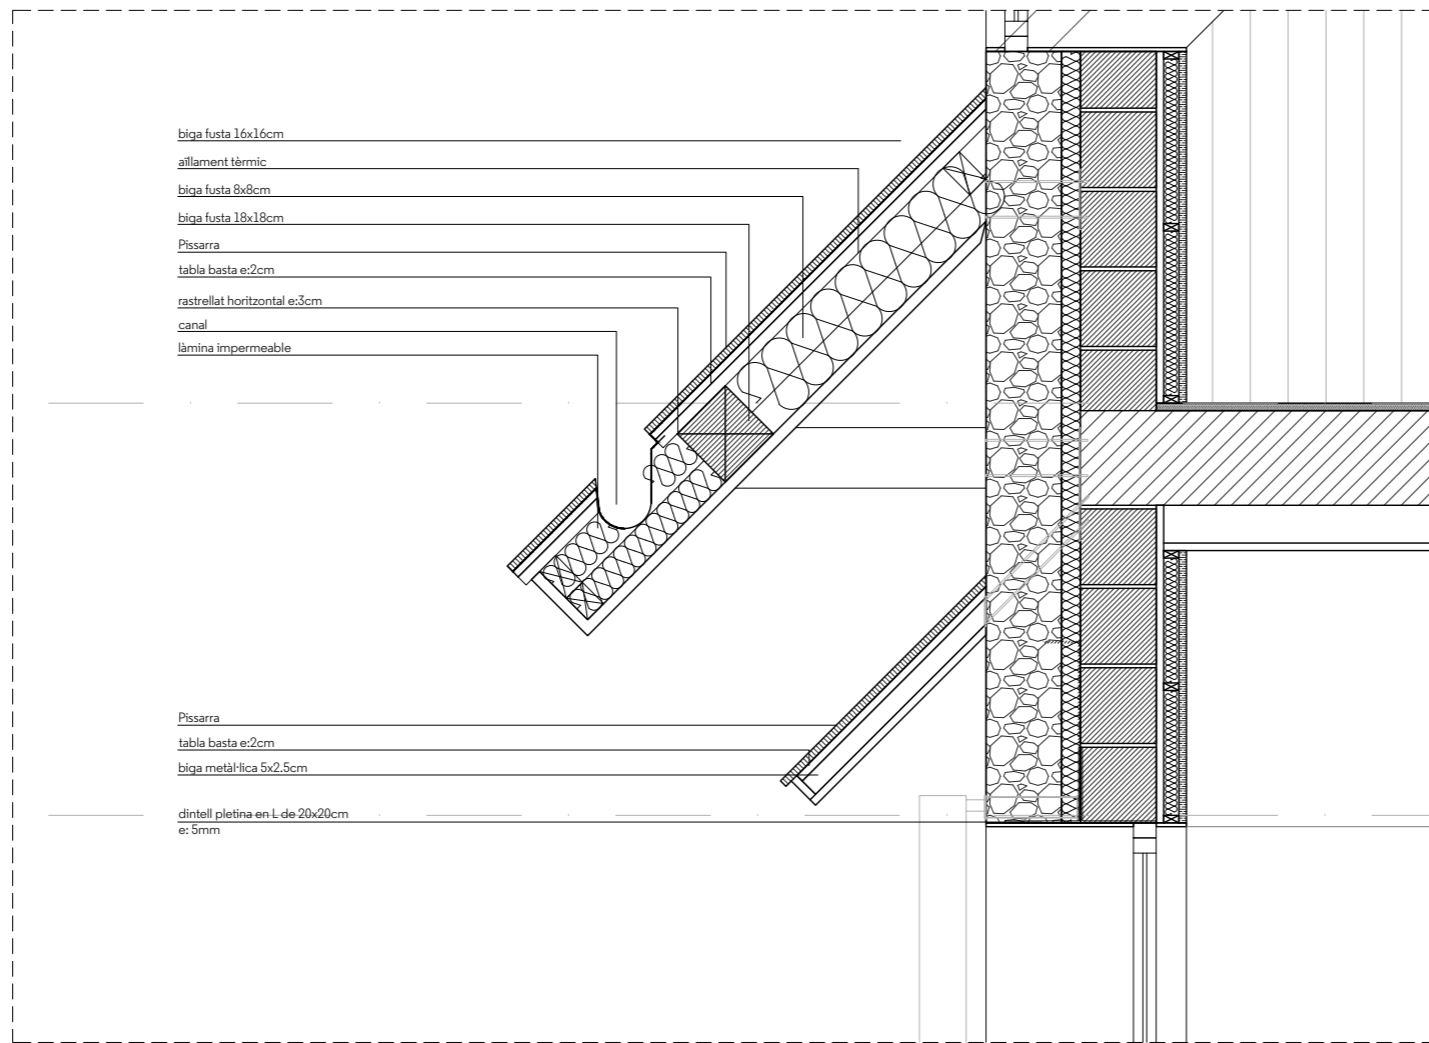 biga fusta 16x16cm
aïllament tèrmic
biga fusta 8x8cm
biga fusta 18x18cm
Pissarra
tabla basta e:2cm
rastrellat horitzontal e:3cm
canal
làmina impermeable
Pissarra
tabla basta e:2cm
biga metàl·lica 5x2.5cm
dintell pletina en L de 20x20cm
e: 5mm